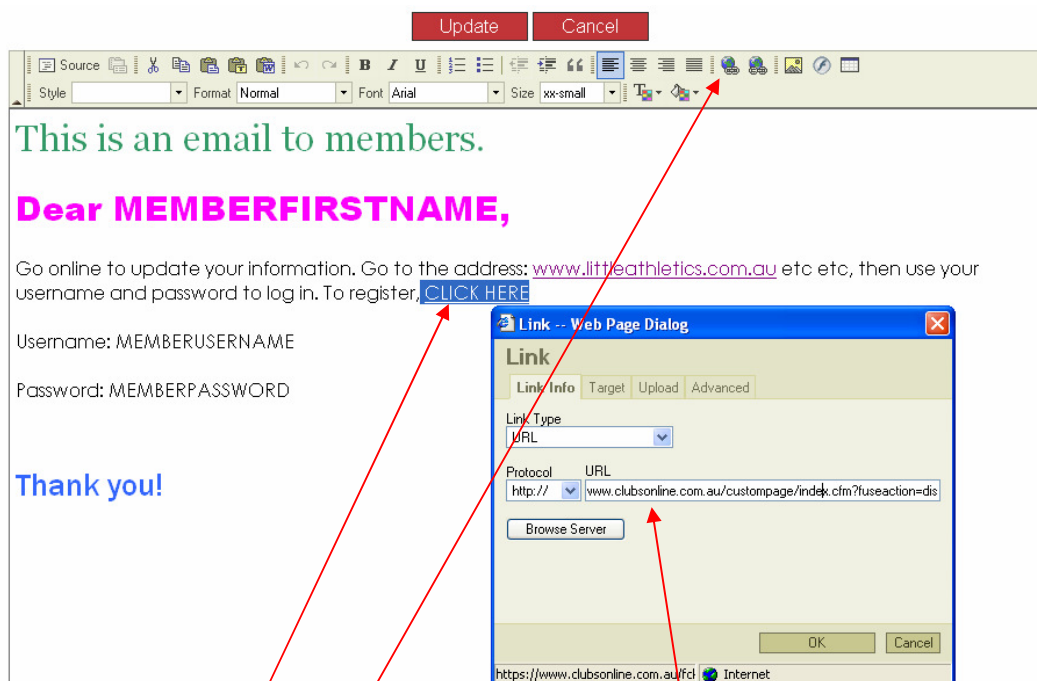 Update Cancel
Source B I U
Style Format Normal Font Arial Size xx-small
This is an email to members.
Dear MEMBERFIRSTNAME,
Go online to update your information. Go to the address: www.littleathletics.com.au etc etc, then use your
username and password to log in. To register, CLICK HERE
Username: MEMBERUSERNAME
Password: MEMBERPASSWORD
Thank you!
Link -- Web Page Dialog
Link
Link Info Target Upload Advanced
Link Type
URL
Protocol URL
http:// www.clubsonline.com.au/custompage/index.cfm?fuseaction=dis
Browse Server
OK Cancel
https://www.clubsonline.com.au/fcl Internet